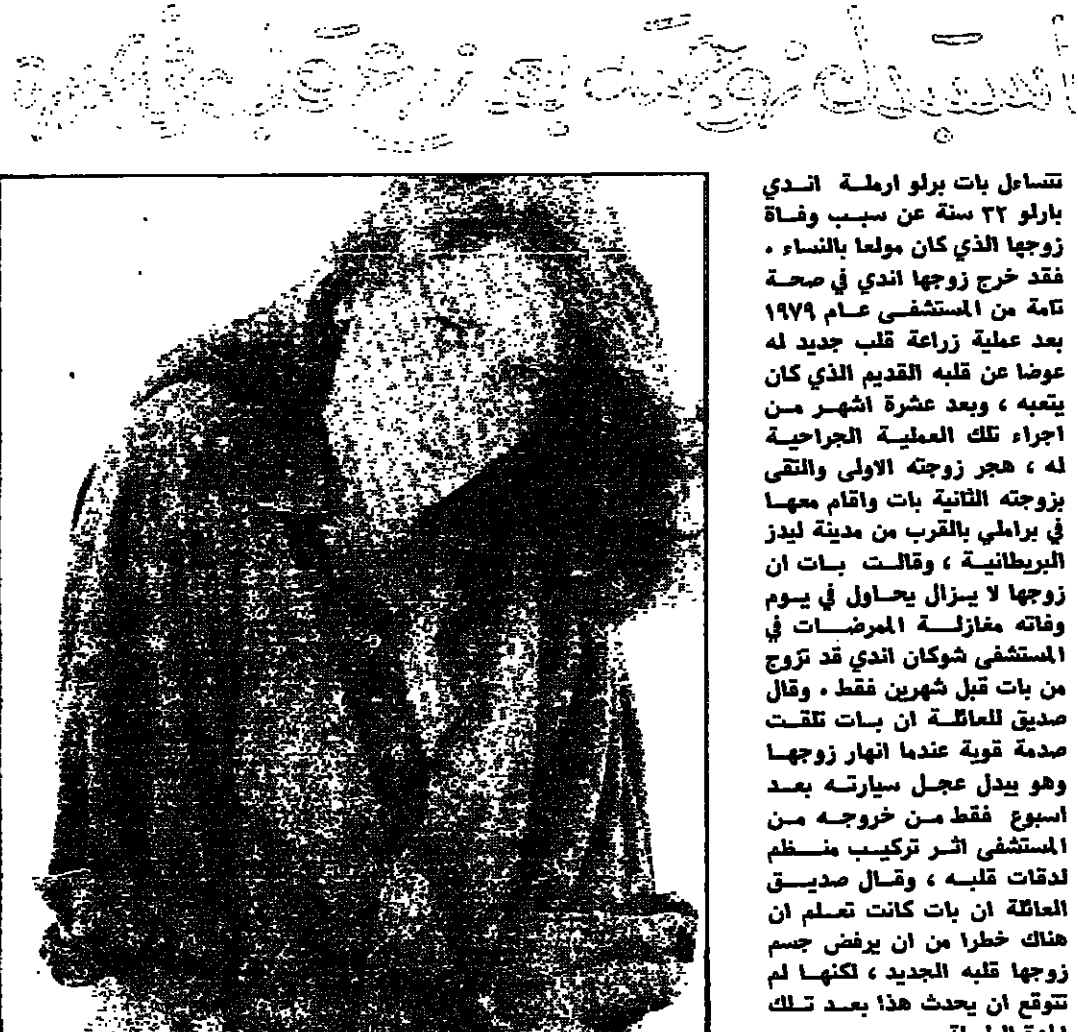 استبدل زوجته بعد زرع قلب
تتساءل بات برلو ارملة اندي
بارلو ٣٢ سنة عن سبب وفاة
زوجها الذي كان مولعا بالنساء .
فقد خرج زوجها اندي في صحة
تامة من المستشفى عام ١٩٧٩
بعد عملية زراعة قلب جديد له
عوضا عن قلبه القديم الذي كان
يتعبه ، وبعد عشرة اشهر من
اجراء تلك العملية الجراحية
له ، هجر زوجته الاولى والتقى
بزوجته الثانية بات واقام معها
في براملي بالقرب من مدينة ليدز
البريطانية ، وقالت بات ان
زوجها لا يزال يحاول في يوم
وفاته مغازلة الممرضات في
المستشفى شوكان اندي قد تزوج
من بات قبل شهرين فقط . وقال
صديق للعائلة ان بات تلقت
صدمة قوية عندما انهار زوجها
وهو يبدل عجل سيارته بعد
اسبوع فقط من خروجه من
المستشفى اثر تركيب منظم
لدقات قلبه ، وقال صديق
العائلة ان بات كانت تعلم ان
هناك خطرا من ان يرفض جسم
زوجها قلبه الجديد ، لكنها لم
تتوقع ان يحدث هذا بعد تلك